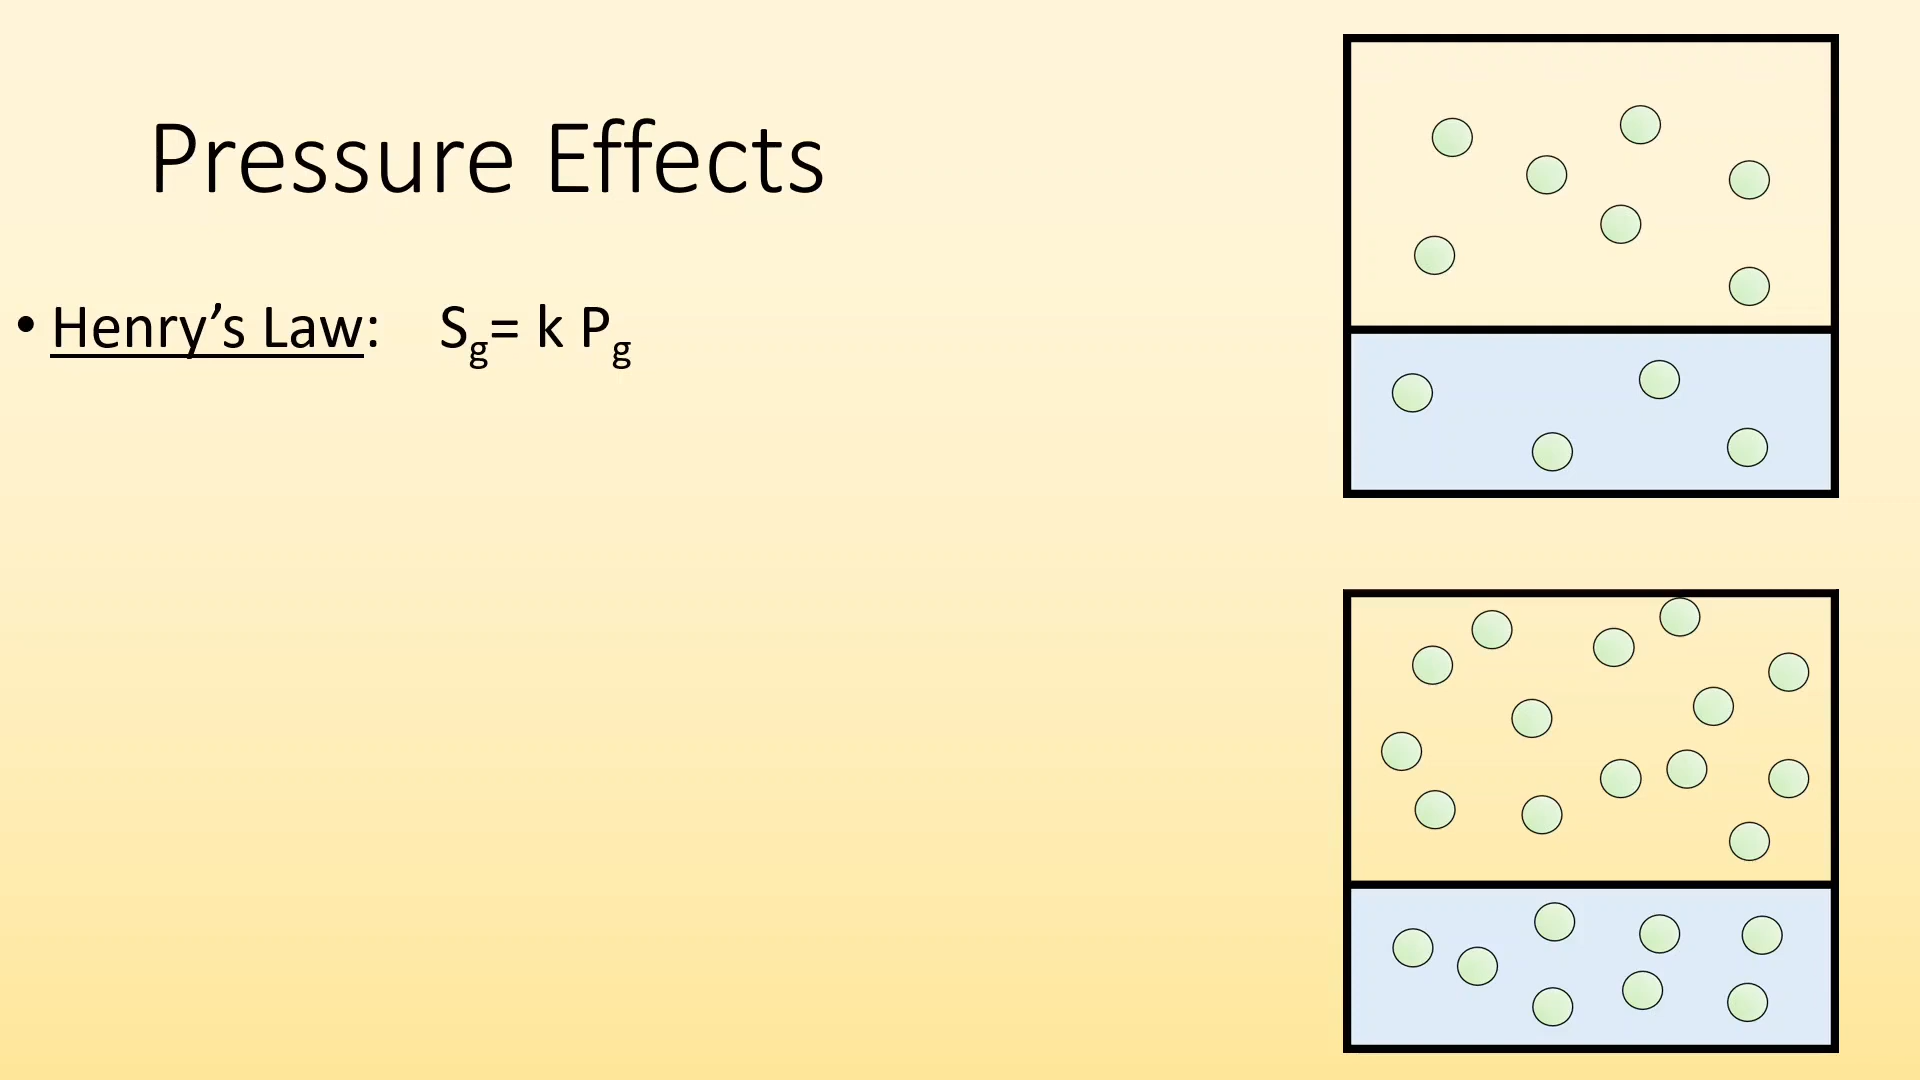 Pressure Effects
• Henry’s Law: Sg= k Pg